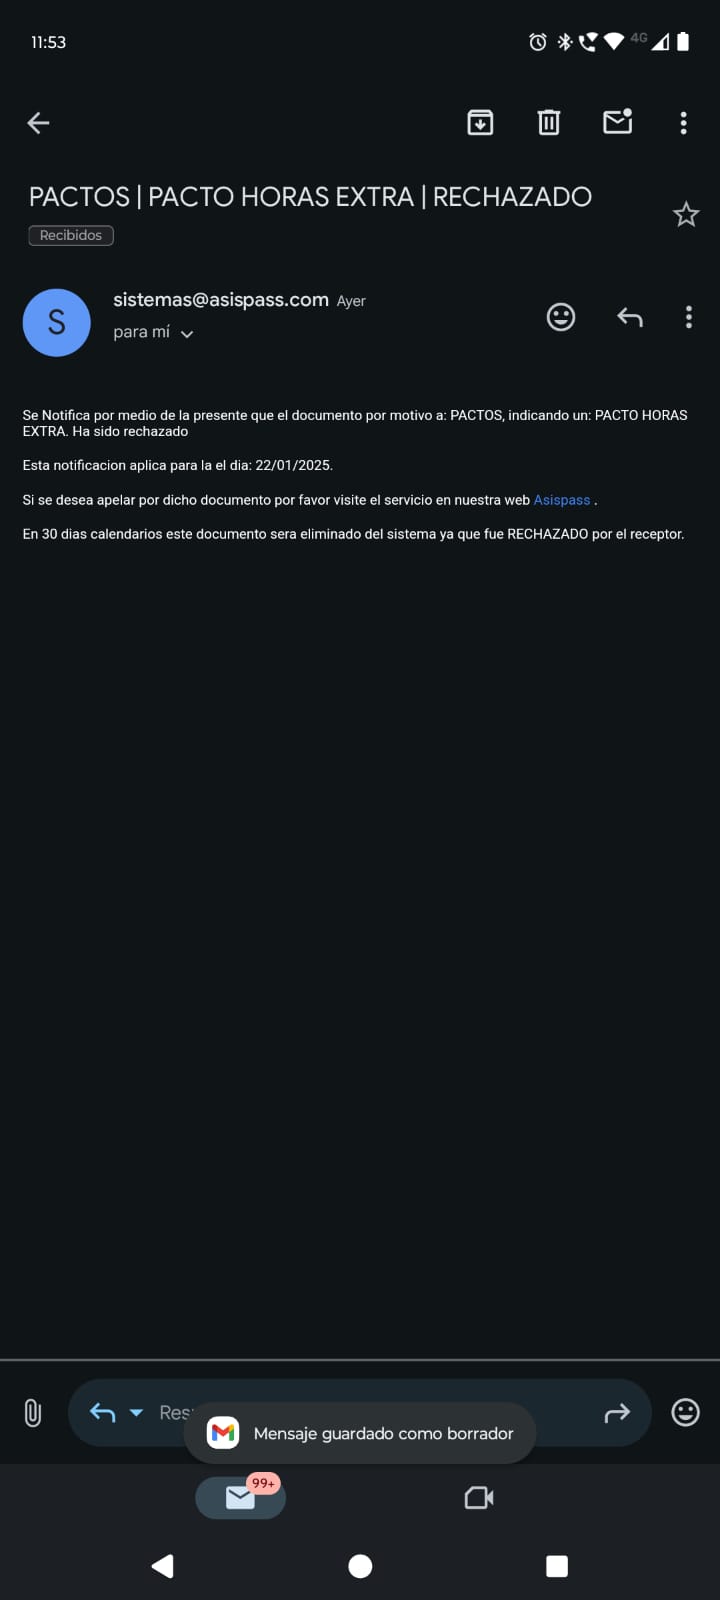 11:53
4G
PACTOS | PACTO HORAS EXTRA | RECHAZADO
Recibidos
S
sistemas@asispass.com Ayer
para mí
Se Notifica por medio de la presente que el documento por motivo a: PACTOS, indicando un: PACTO HORAS
EXTRA. Ha sido rechazado
Esta notificacion aplica para la el dia: 22/01/2025.
Si se desea apelar por dicho documento por favor visite el servicio en nuestra web Asispass .
En 30 dias calendarios este documento sera eliminado del sistema ya que fue RECHAZADO por el receptor.
Res
Mensaje guardado como borrador
99+